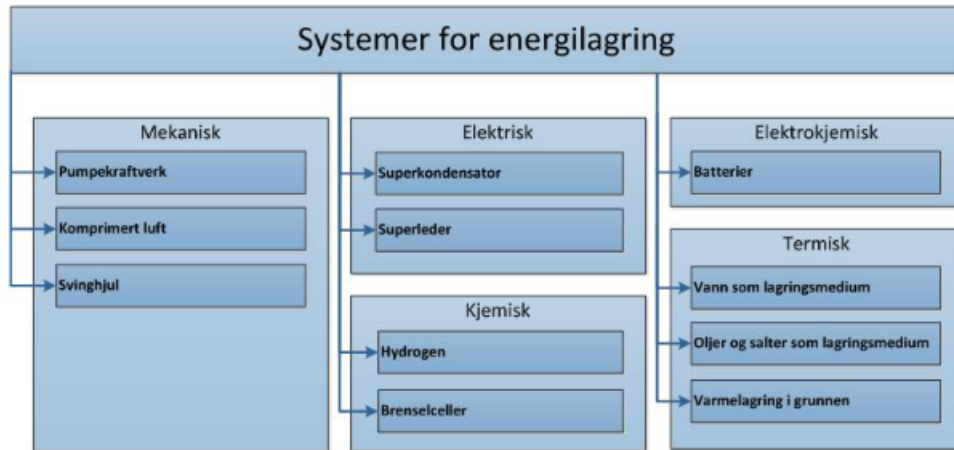 Systemer for energilagring
Mekanisk
Pumpekraftverk
Komprimert luft
Svinghjul
Elektrisk
Superkondensator
Superleder
Kjemisk
Hydrogen
Brenselceller
Elektrokjemisk
Batterier
Termisk
Vann som lagringsmedium
Oljer og salter som lagringsmedium
Varmelagring i grunnen